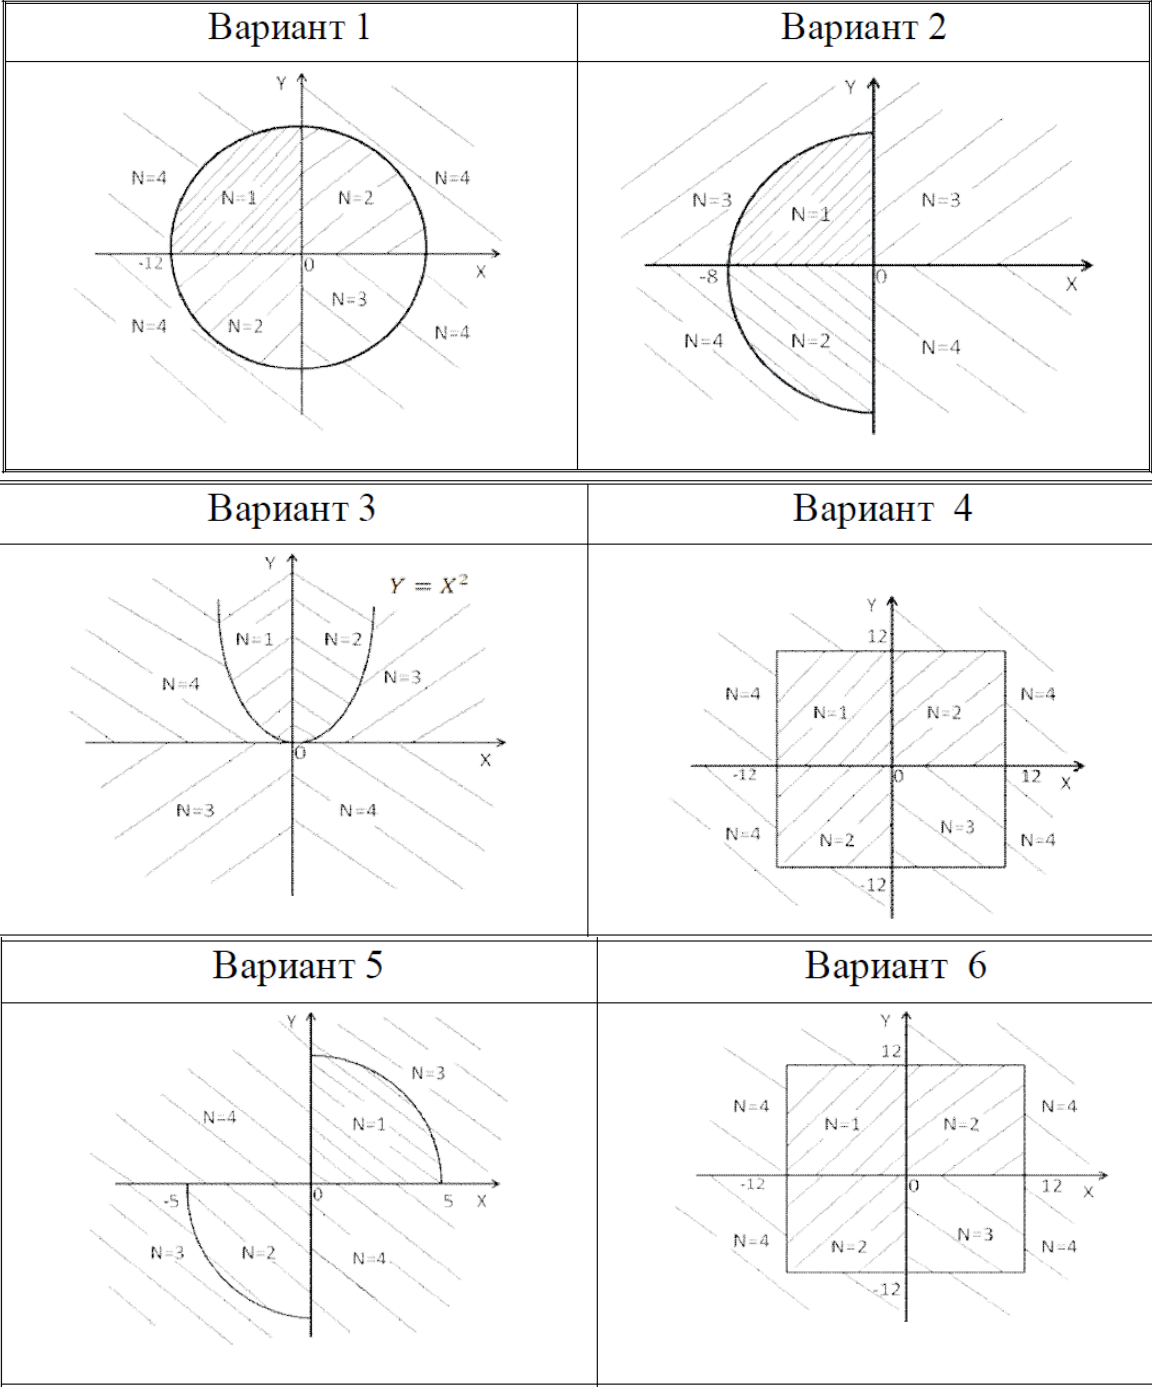 Вариант 1
Y
N=4
N=1
N=2
N=4
-12
0
X
N=3
N=4
N=2
N=4
Вариант 2
Y
N=3
N=1
N=3
-8
0
X
N=4
N=2
N=4
Вариант 3
Y
Y = X²
N=1
N=2
N=4
N=3
0
X
N=3
N=4
Вариант 4
Y
12
N=4
N=1
N=2
N=4
-12
0
12
X
N=4
N=2
N=3
N=4
-12
Вариант 5
Y
N=3
N=4
N=1
-5
0
5
X
N=3
N=2
N=4
Вариант 6
Y
12
N=4
N=1
N=2
N=4
-12
0
12
X
N=4
N=2
N=3
N=4
-12